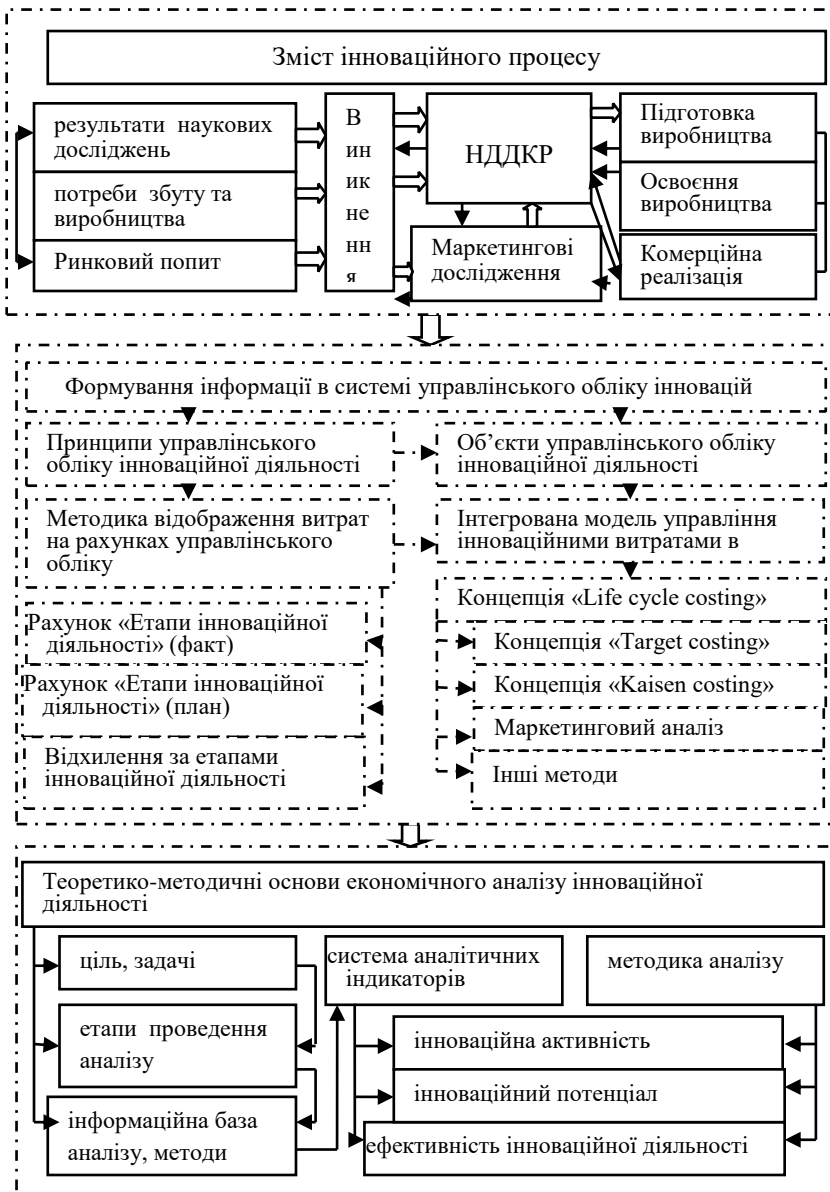 Зміст інноваційного процесу
результати наукових
досліджень
потреби збуту та
виробництва
Ринковий попит
В
ин
ик
не
ння
я
НДДКР
Маркетингові
дослідження
Підготовка
виробництва
Освоєння
виробництва
Комерційна
реалізація
Формування інформації в системі управлінського обліку інновацій
Принципи управлінського
обліку інноваційної діяльності
Об’єкти управлінського обліку
інноваційної діяльності
Методика відображення витрат
на рахунках управлінського
обліку
Інтегрована модель управління
інноваційними витратами в
Рахунок «Етапи інноваційної
діяльності» (факт)
Рахунок «Етапи інноваційної
діяльності» (план)
Відхилення за етапами
інноваційної діяльності
Концепція «Life cycle costing»
Концепція «Target costing»
Концепція «Kaisen costing»
Маркетинговий аналіз
Інші методи
Теоретико-методичні основи економічного аналізу інноваційної
діяльності
ціль, задачі
етапи проведення
аналізу
інформаційна база
аналізу, методи
система аналітичних
індикаторів
методика аналізу
інноваційна активність
інноваційний потенціал
ефективність інноваційної діяльності